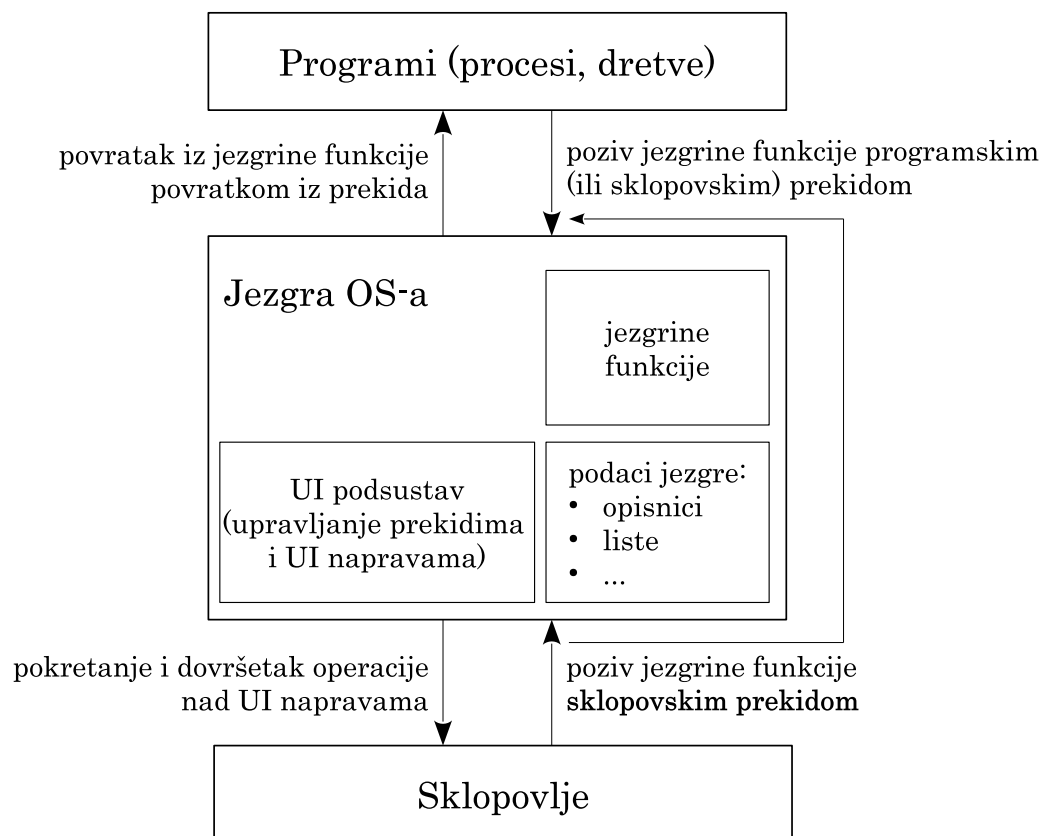 Programi (procesi, dretve)
povratak iz jezgrine funkcije
povratkom iz prekida
poziv jezgrine funkcije programskim
(ili sklopovskim) prekidom
Jezgra OS-a
jezgrine
funkcije
UI podsustav
(upravljanje prekidima
i UI napravama)
podaci jezgre:
• opisnici
• liste
• ...
pokretanje i dovršetak operacije
nad UI napravama
poziv jezgrine funkcije
sklopovskim prekidom
Sklopovlje